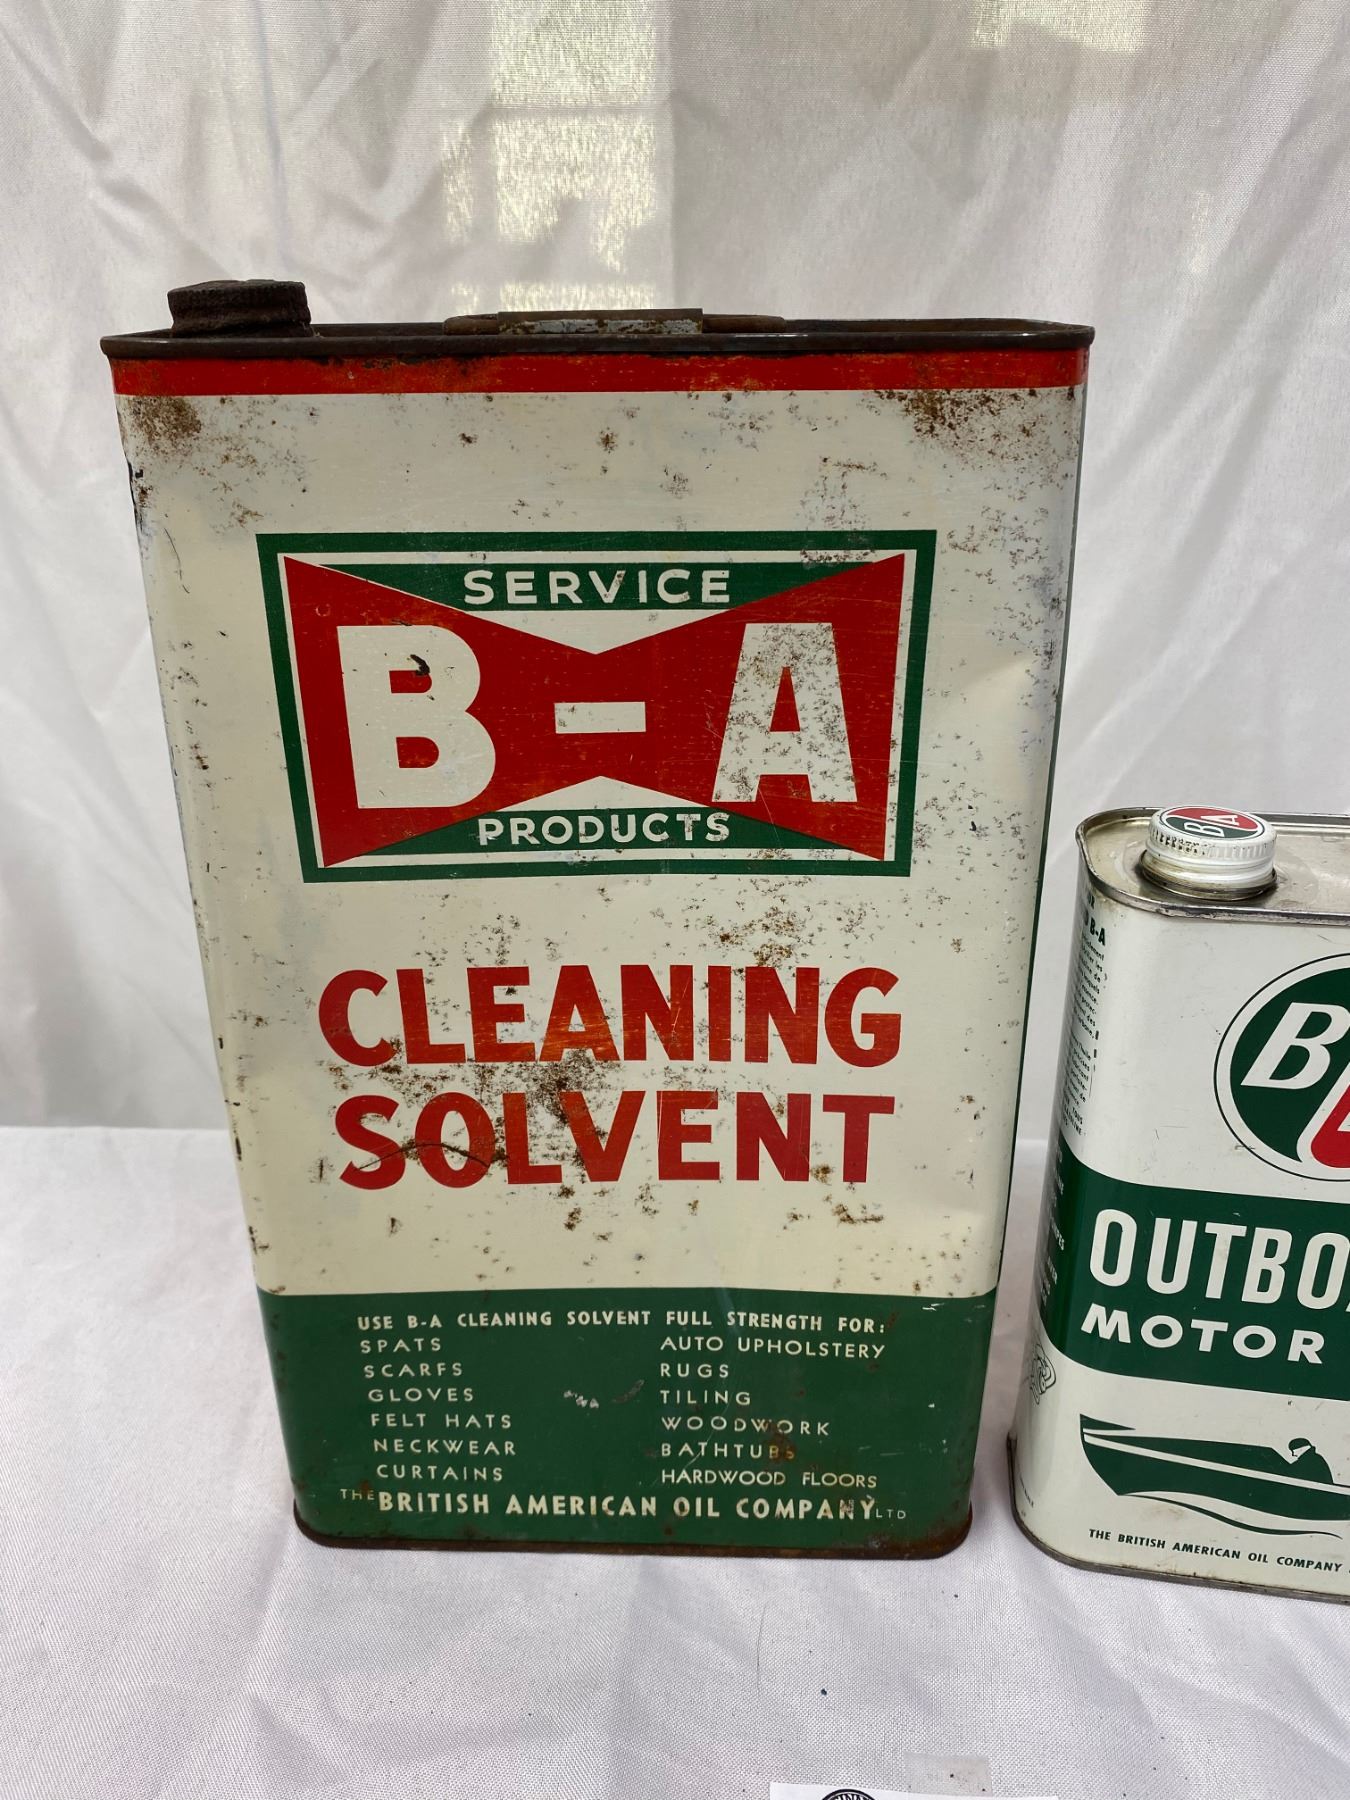 SERVICE
B-A
PRODUCTS
CLEANING
SOLVENT
USE B-A CLEANING SOLVENT FULL STRENGTH FOR:
SPATS AUTO UPHOLSTERY
SCARFS RUGS
GLOVES TILING
FELT HATS WOODWORK
NECKWEAR BATHTUBS
CURTAINS HARDWOOD FLOORS
THE BRITISH AMERICAN OIL COMPANY LTD
BA
B-A
B
MOTOR
THE BRITISH AMERICAN OIL COMPANY